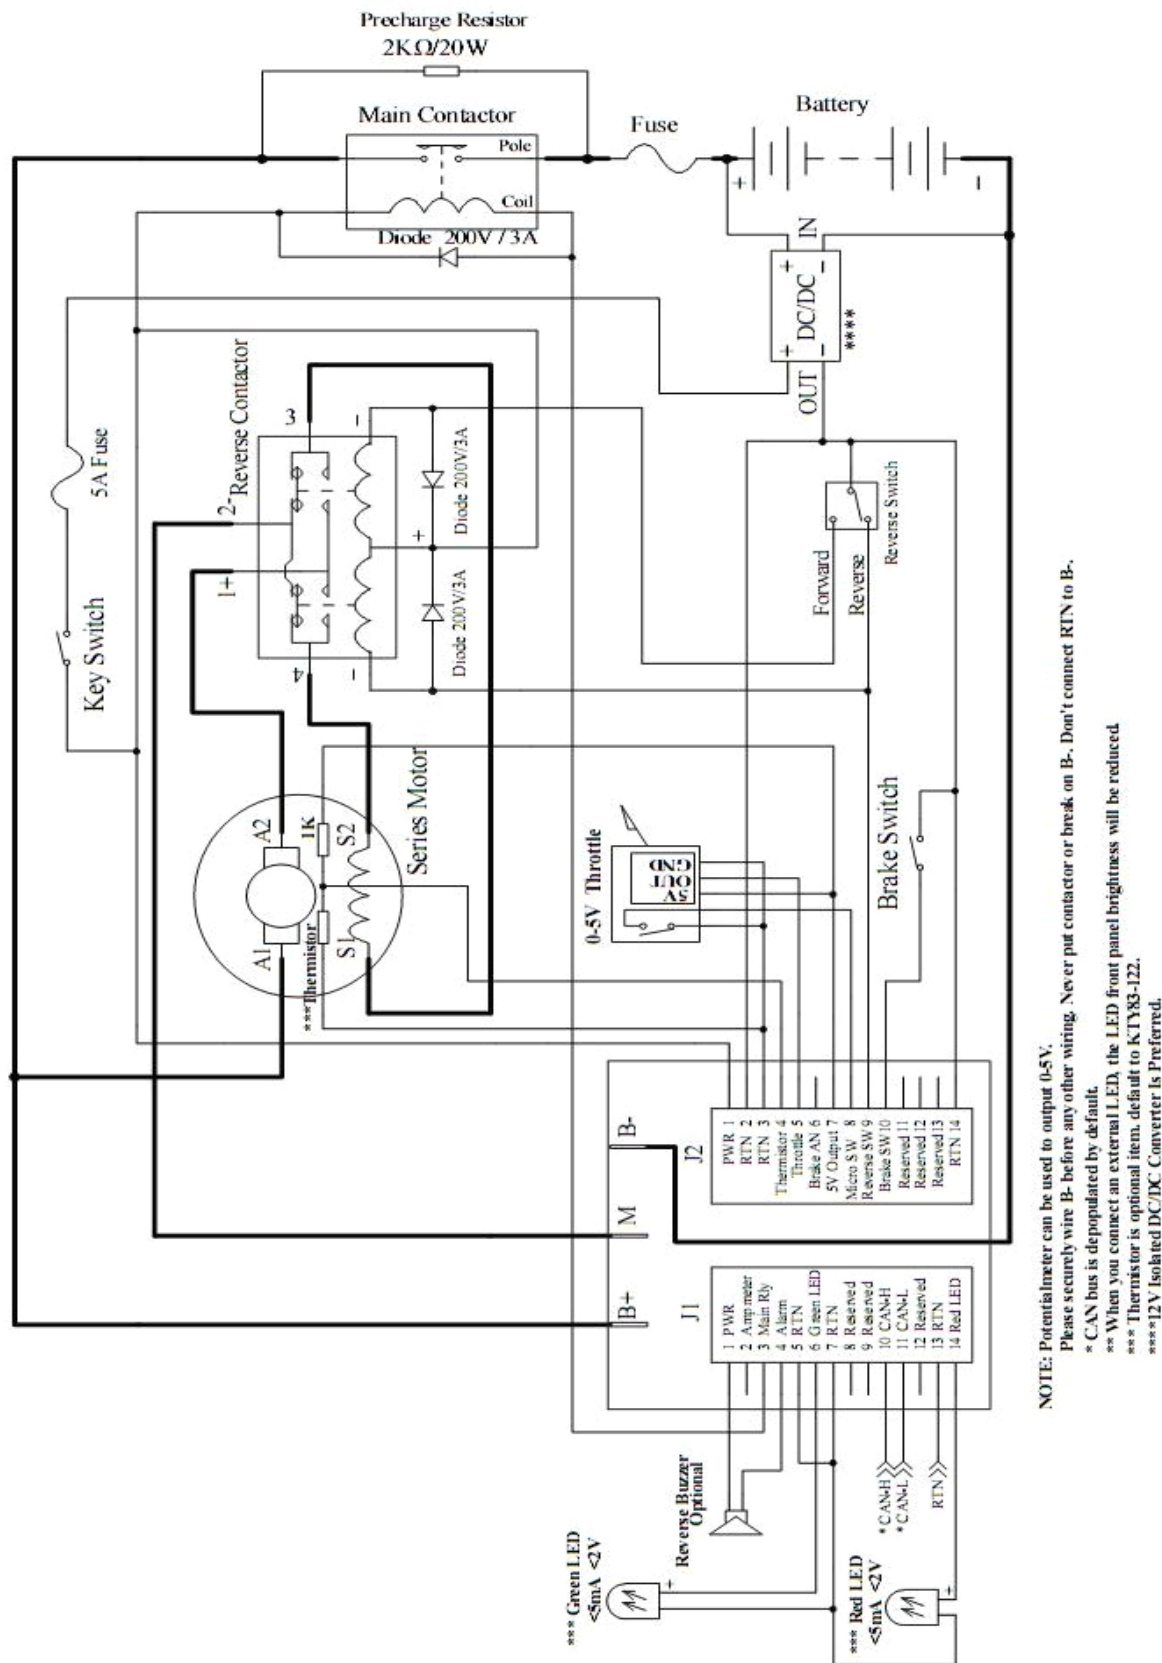 Precharge Resistor
2KΩ/20W
Main Contactor
Pole
Coil
Diode 200V / 3A
Fuse
Battery
+
-
IN
+
-
DC/DC
+
-
OUT
****
5A Fuse
Key Switch
Reverse Contactor
3
2-
1+
4
-
+
-
Diode 200V/3A
Diode 200V/3A
Forward
Reverse
Reverse Switch
A2
A1
1K
***Thermistor
S2
S1
Series Motor
0-5V Throttle
GND
OUT
5V
Brake Switch
B-
M
B+
J2
PWR 1
RTN 2
RTN 3
Thermistor 4
Throttle 5
Brake AN 6
5V Output 7
Micro SW 8
Reverse SW 9
Brake SW10
Reserved 11
Reserved 12
Reserved13
RTN 14
J1
1 PWR
2 Ampmeter
3 Main Rly
4 Alarm
5 RTN
6 Green LED
7 RTN
8 Reserved
9 Reserved
10 CAN-H
11 CAN-L
12 Reserved
13 RTN
14 Red LED
Reverse Buzzer
Optional
*** Green LED
<5mA <2V
+
*CAN-H
*CAN-L
RTN
*** Red LED
<5mA <2V
+
NOTE: Potentialmeter can be used to output 0-5V.
Please securely wire B- before any other wiring. Never put contactor or break on B-. Don't connect RTN to B-.
* CAN bus is depopulated by default.
** When you connect an external LED, the LED front panel brightness will be reduced.
*** Thermistor is optional item. default to KTY83-122.
****12V Isolated DC/DC Converter Is Preferred.